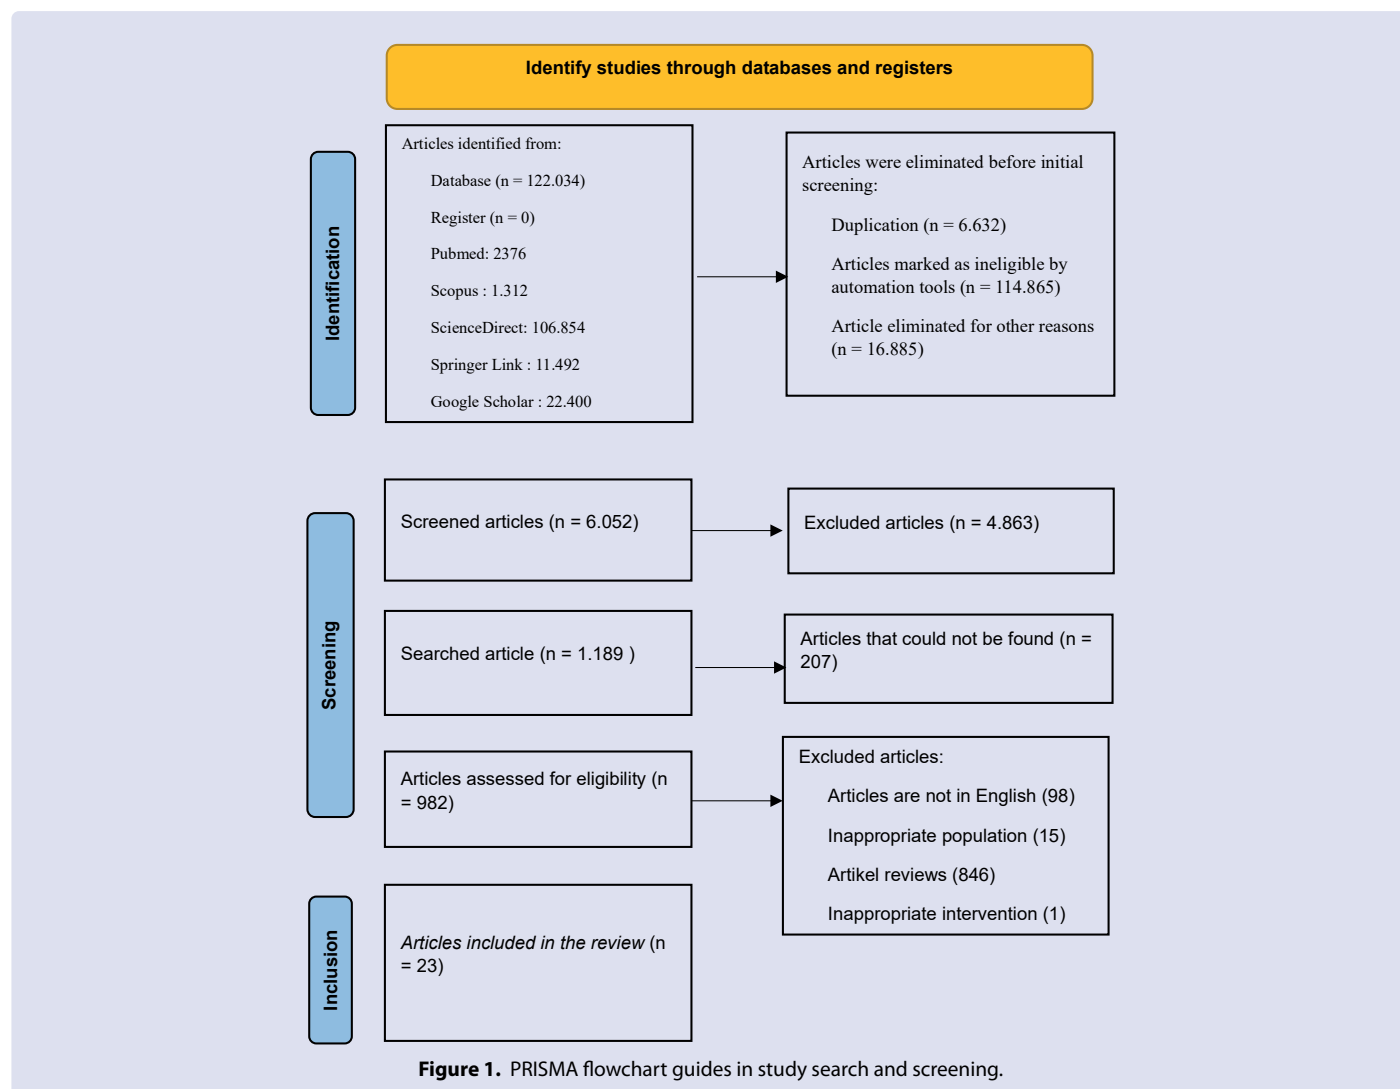 Identify studies through databases and registers
Identification
Articles identified from:
Database (n = 122.034)
Register (n = 0)
Pubmed: 2376
Scopus : 1.312
ScienceDirect: 106.854
Springer Link : 11.492
Google Scholar : 22.400
Articles were eliminated before initial
screening:
Duplication (n = 6.632)
Articles marked as ineligible by
automation tools (n = 114.865)
Article eliminated for other reasons
(n = 16.885)
Screening
Screened articles (n = 6.052)
Excluded articles (n = 4.863)
Searched article (n = 1.189 )
Articles that could not be found (n =
207)
Articles assessed for eligibility (n
= 982)
Excluded articles:
Articles are not in English (98)
Inappropriate population (15)
Artikel reviews (846)
Inappropriate intervention (1)
Inclusion
Articles included in the review (n
= 23)
Figure 1. PRISMA flowchart guides in study search and screening.